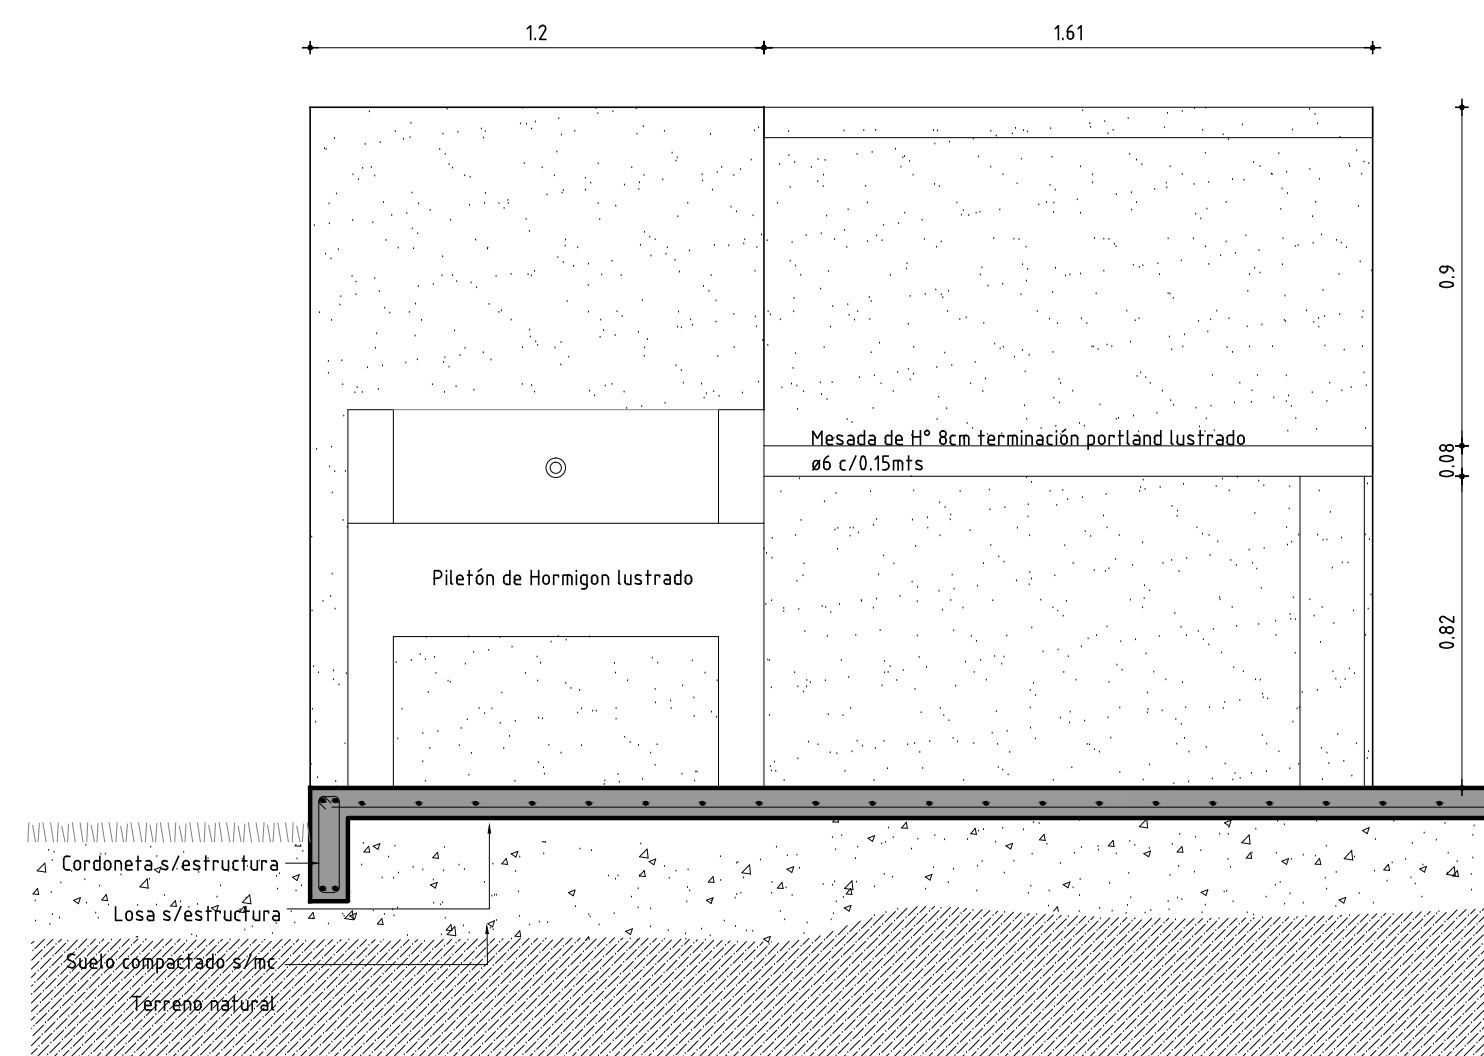 1.2
1.61
0.9
Mesada de H° 8cm terminación portland lustrado
ø6 c/0.15mts
0.08
Piletón de Hormigon lustrado
0.82
Cordoneta s/estructura
Losa s/estructura
Suelo compactado s/mc
Terreno natural